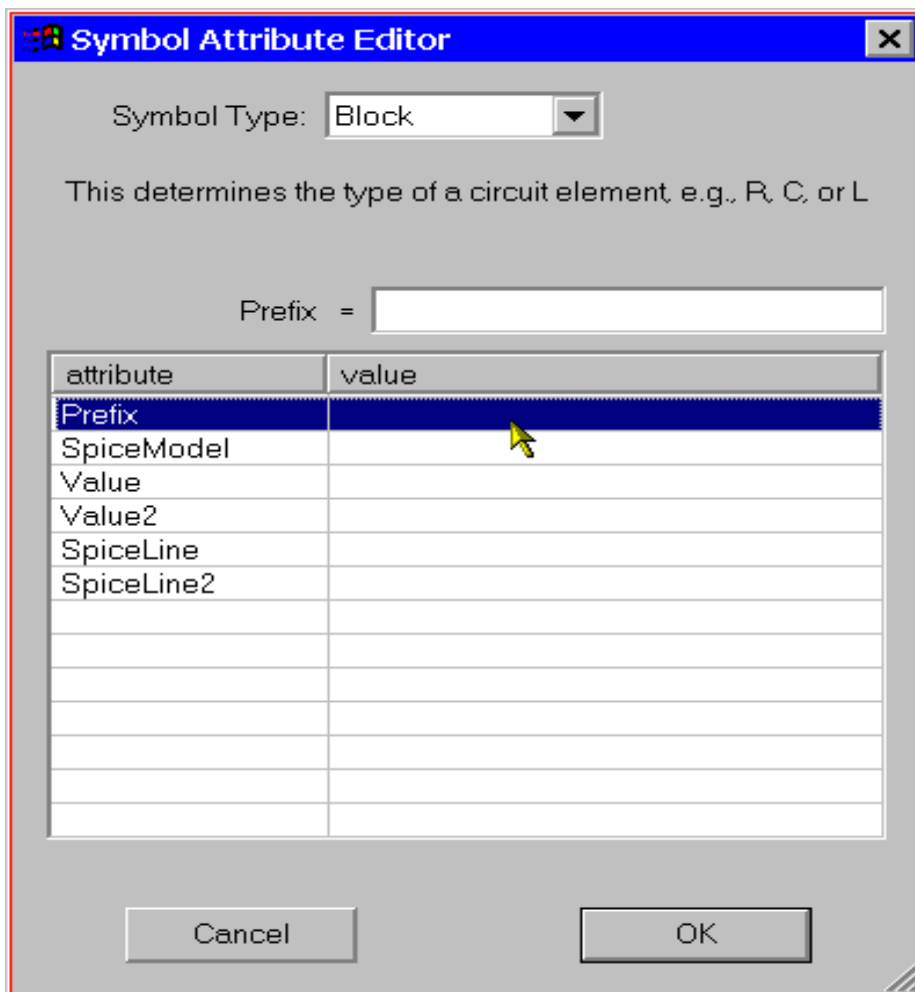 Symbol Attribute Editor
Symbol Type: Block
This determines the type of a circuit element, e.g., R, C, or L
Prefix =
attribute value
Prefix
SpiceModel
Value
Value2
SpiceLine
SpiceLine2
Cancel OK